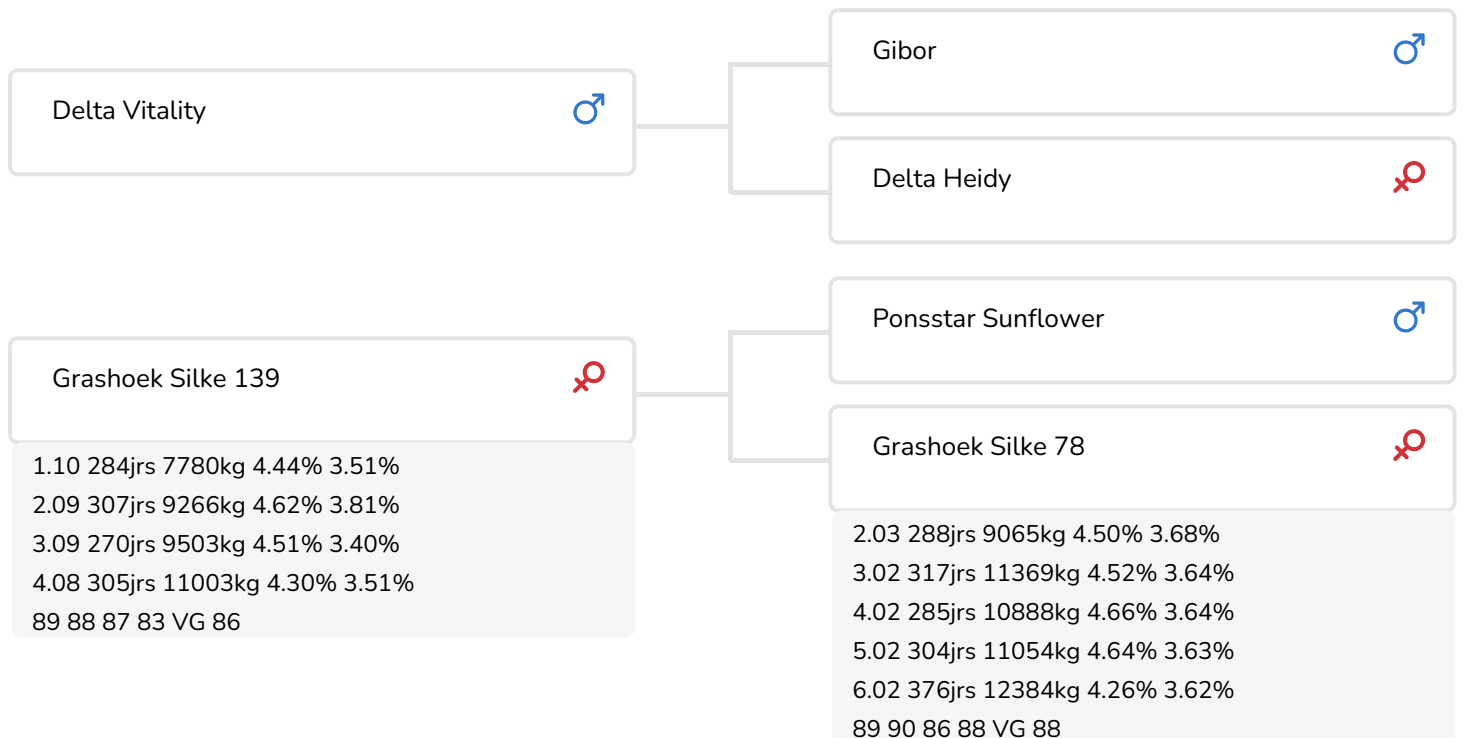 Delta Vitality
Gibor
Delta Heidy
Grashoek Silke 139
1.10 284jrs 7780kg 4.44% 3.51%
2.09 307jrs 9266kg 4.62% 3.81%
3.09 270jrs 9503kg 4.51% 3.40%
4.08 305jrs 11003kg 4.30% 3.51%
89 88 87 83 VG 86
Ponsstar Sunflower
Grashoek Silke 78
2.03 288jrs 9065kg 4.50% 3.68%
3.02 317jrs 11369kg 4.52% 3.64%
4.02 285jrs 10888kg 4.66% 3.64%
5.02 304jrs 11054kg 4.64% 3.63%
6.02 376jrs 12384kg 4.26% 3.62%
89 90 86 88 VG 88